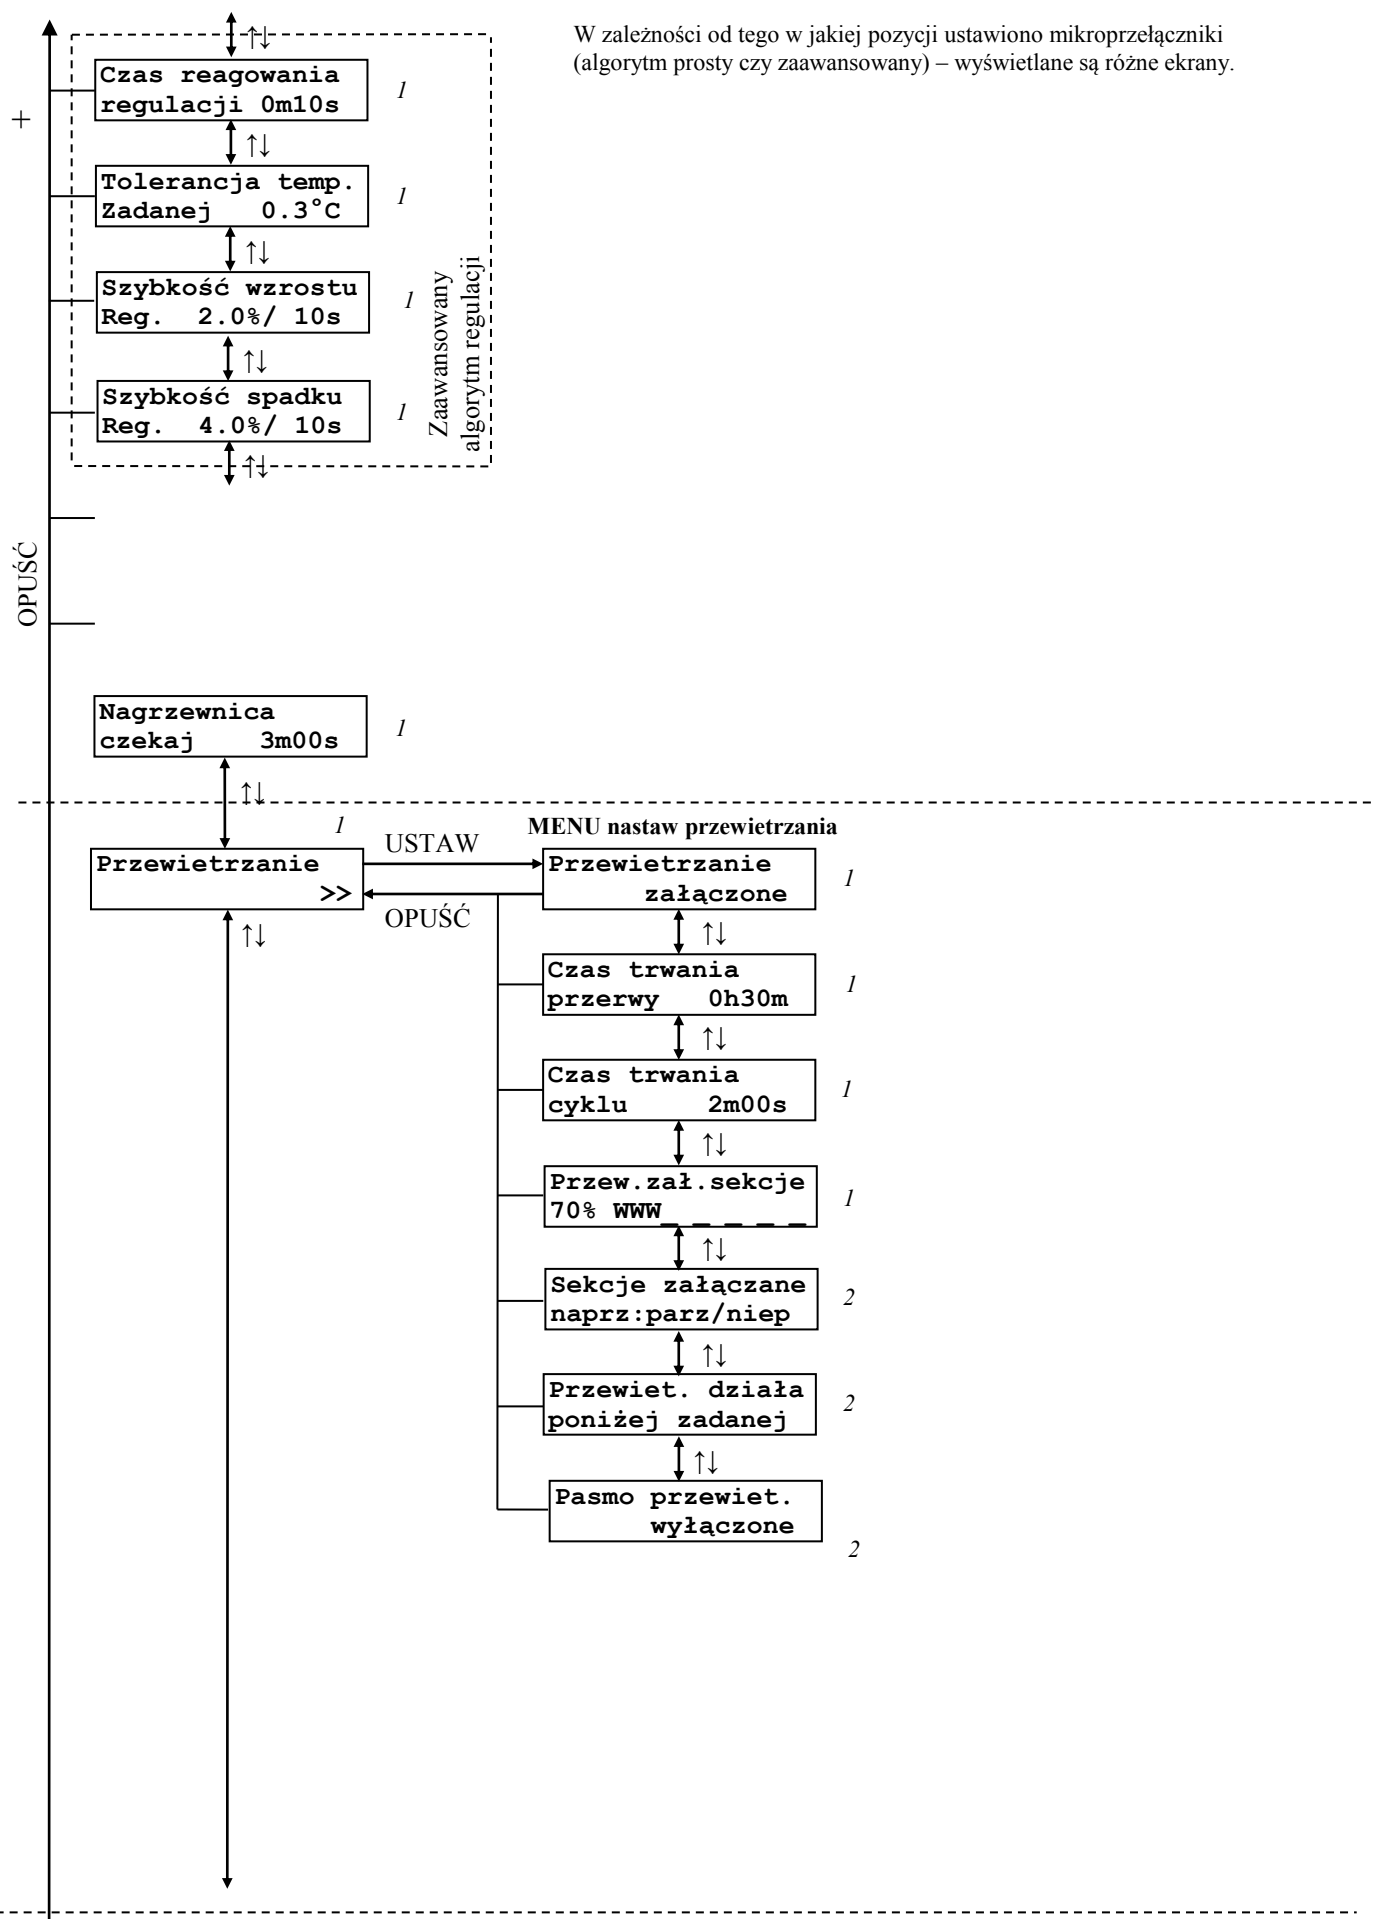 W zależności od tego w jakiej pozycji ustawiono mikroprzełączniki
(algorytm prosty czy zaawansowany) – wyświetlane są różne ekrany.
↑↓
Czas reagowania
regulacji 0m10s
1
+
↑↓
Tolerancja temp.
Zadanej 0.3°C
1
↑↓
Szybkość wzrostu
Reg. 2.0%/ 10s
1
↑↓
Szybkość spadku
Reg. 4.0%/ 10s
1
↑↓
Zaawansowany
algorytm regulacji
OPUŚĆ
Nagrzewnica
czekaj 3m00s
1
↑↓
1
Przewietrzanie
>>
↑↓
USTAW
OPUŚĆ
MENU nastaw przewietrzania
Przewietrzanie
załączone
1
↑↓
Czas trwania
przerwy 0h30m
1
↑↓
Czas trwania
cyklu 2m00s
1
↑↓
Przew.zał.sekcje
70% WWW_ _ _ _ _
1
↑↓
Sekcje załączane
naprz:parz/niep
2
↑↓
Przewiet. działa
poniżej zadanej
2
↑↓
Pasmo przewiet.
wyłączone
2